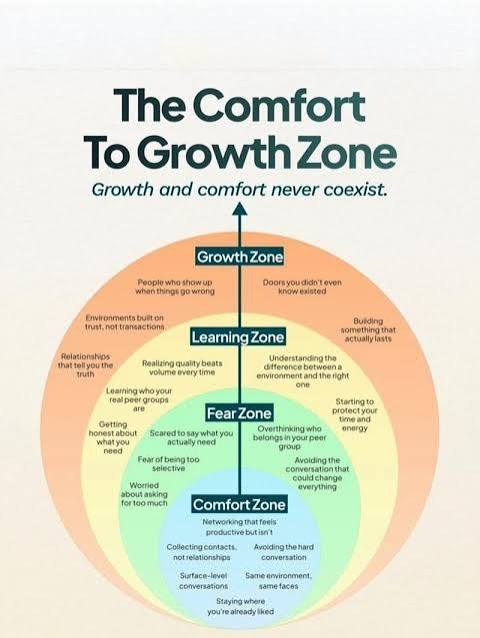 The Comfort
To Growth Zone
Growth and comfort never coexist.
Growth Zone
People who show up
when things go wrong
Doors you didn't even
know existed
Environments built on
trust, not transactions
Building
something that
actually lasts
Learning Zone
Relationships
that tell you the
truth
Realizing quality beats
volume every time
Understanding the
difference between a
environment and the right
one
Learning who your
real peer groups
are
Starting to
protect your
time and
energy
Fear Zone
Getting
honest about
what you
need
Scared to say what you
actually need
Overthinking who
belongs in your peer
group
Fear of being too
selective
Avoiding the
conversation that
could change
everything
Worried
about asking
for too much
Comfort Zone
Networking that feels
productive but isn't
Collecting contacts,
not relationships
Avoiding the hard
conversation
Surface-level
conversations
Same environment,
same faces
Staying where
you're already liked